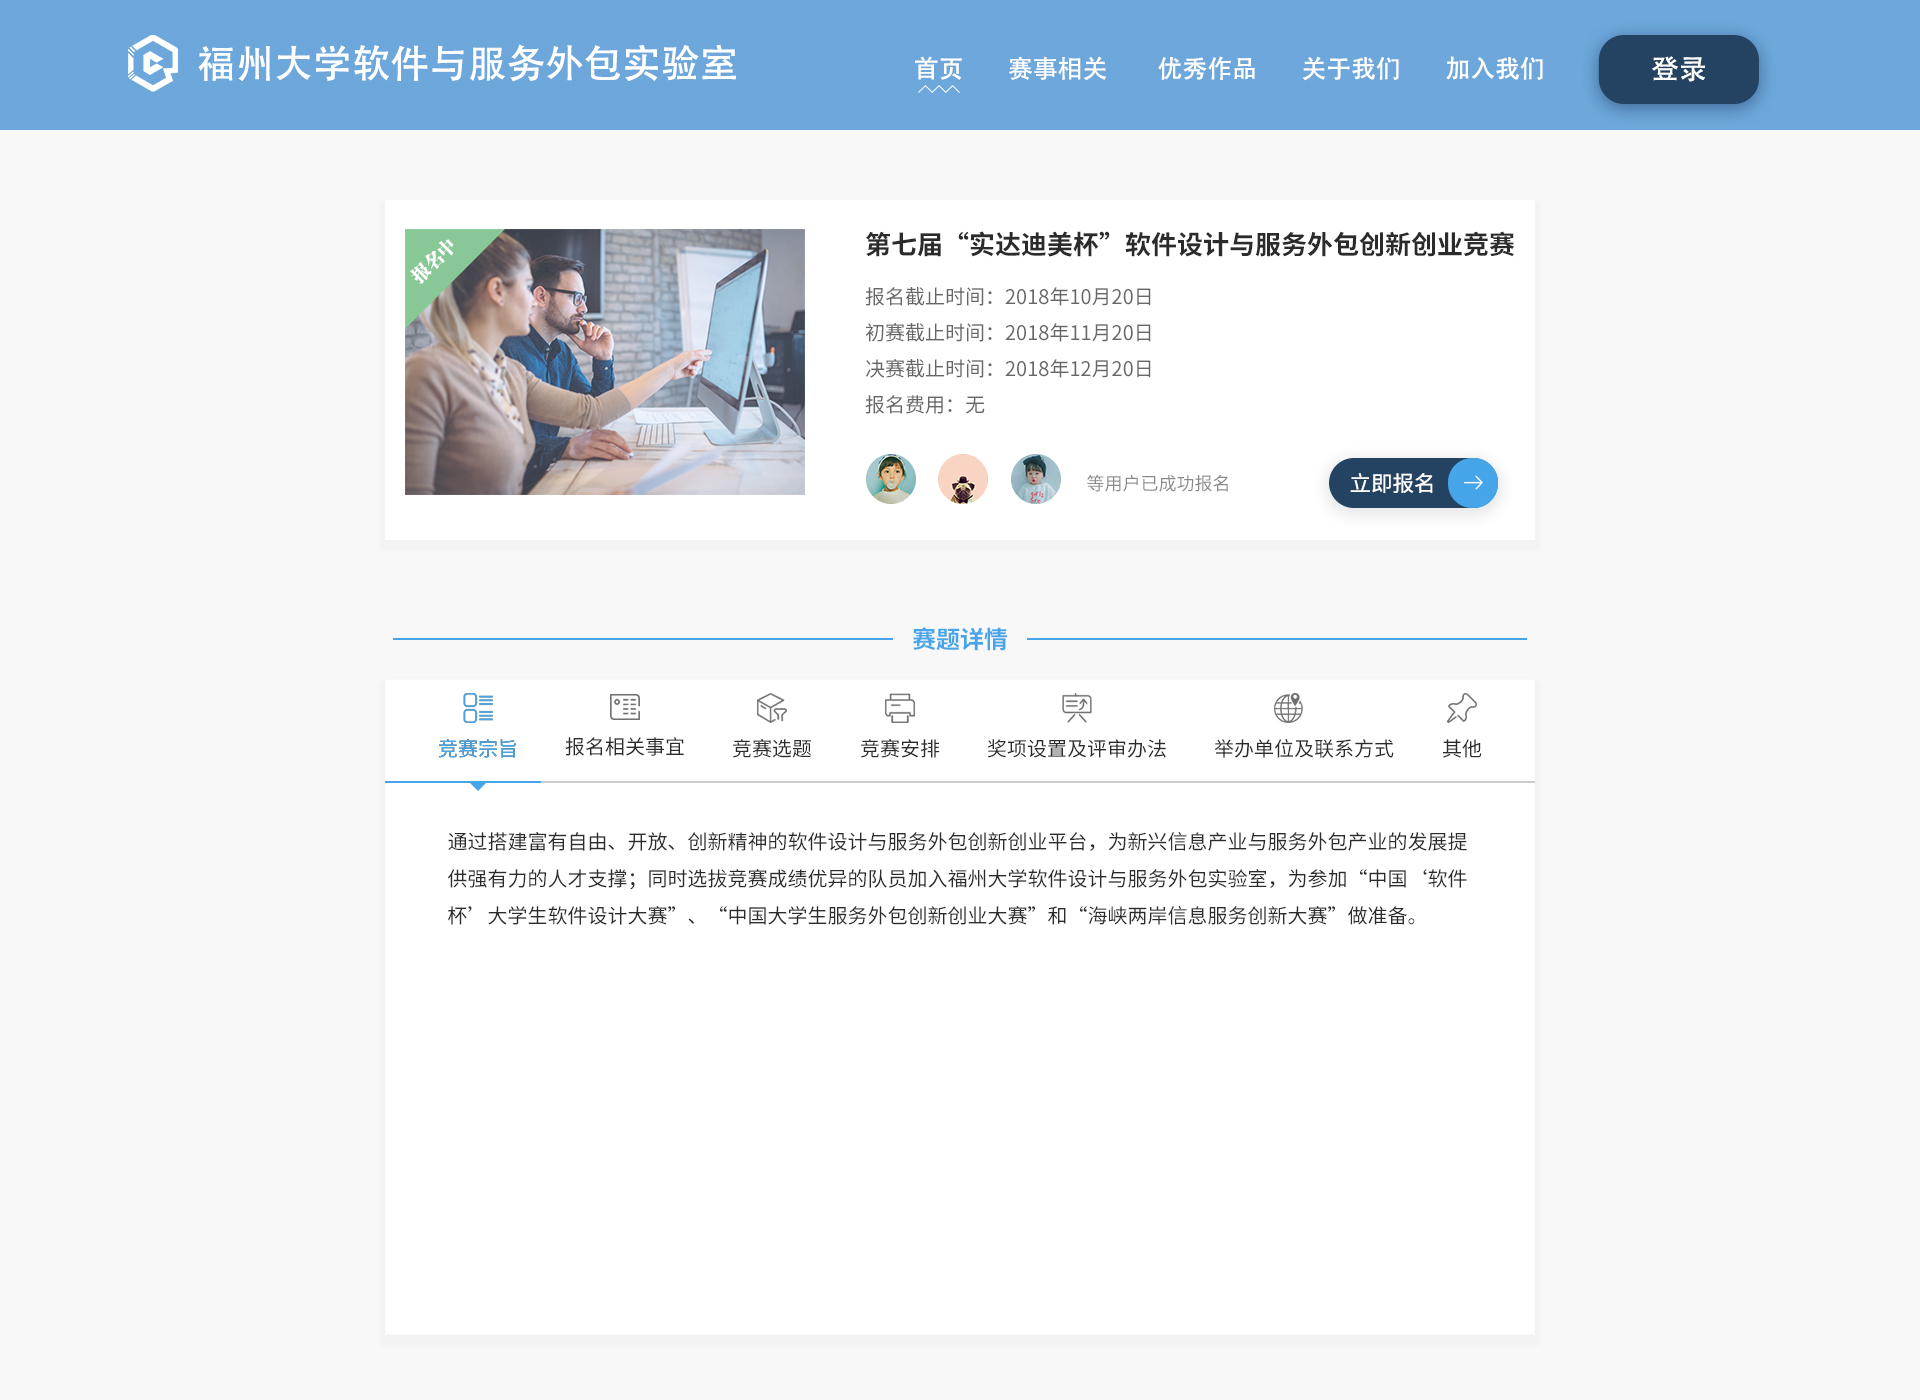 福州大学软件与服务外包实验室
首页 赛事相关 优秀作品 关于我们 加入我们 登录
报名中
第七届“实达迪美杯”软件设计与服务外包创新创业竞赛
报名截止时间：2018年10月20日
初赛截止时间：2018年11月20日
决赛截止时间：2018年12月20日
报名费用：无
等用户已成功报名
立即报名
赛题详情
竞赛宗旨 报名相关事宜 竞赛选题 竞赛安排 奖项设置及评审办法 举办单位及联系方式 其他
通过搭建富有自由、开放、创新精神的软件设计与服务外包创新创业平台，为新兴信息产业与服务外包产业的发展提
供强有力的人才支撑；同时选拔竞赛成绩优异的队员加入福州大学软件设计与服务外包实验室，为参加“中国‘软件
杯’大学生软件设计大赛”、“中国大学生服务外包创新创业大赛”和“海峡两岸信息服务创新大赛”做准备。